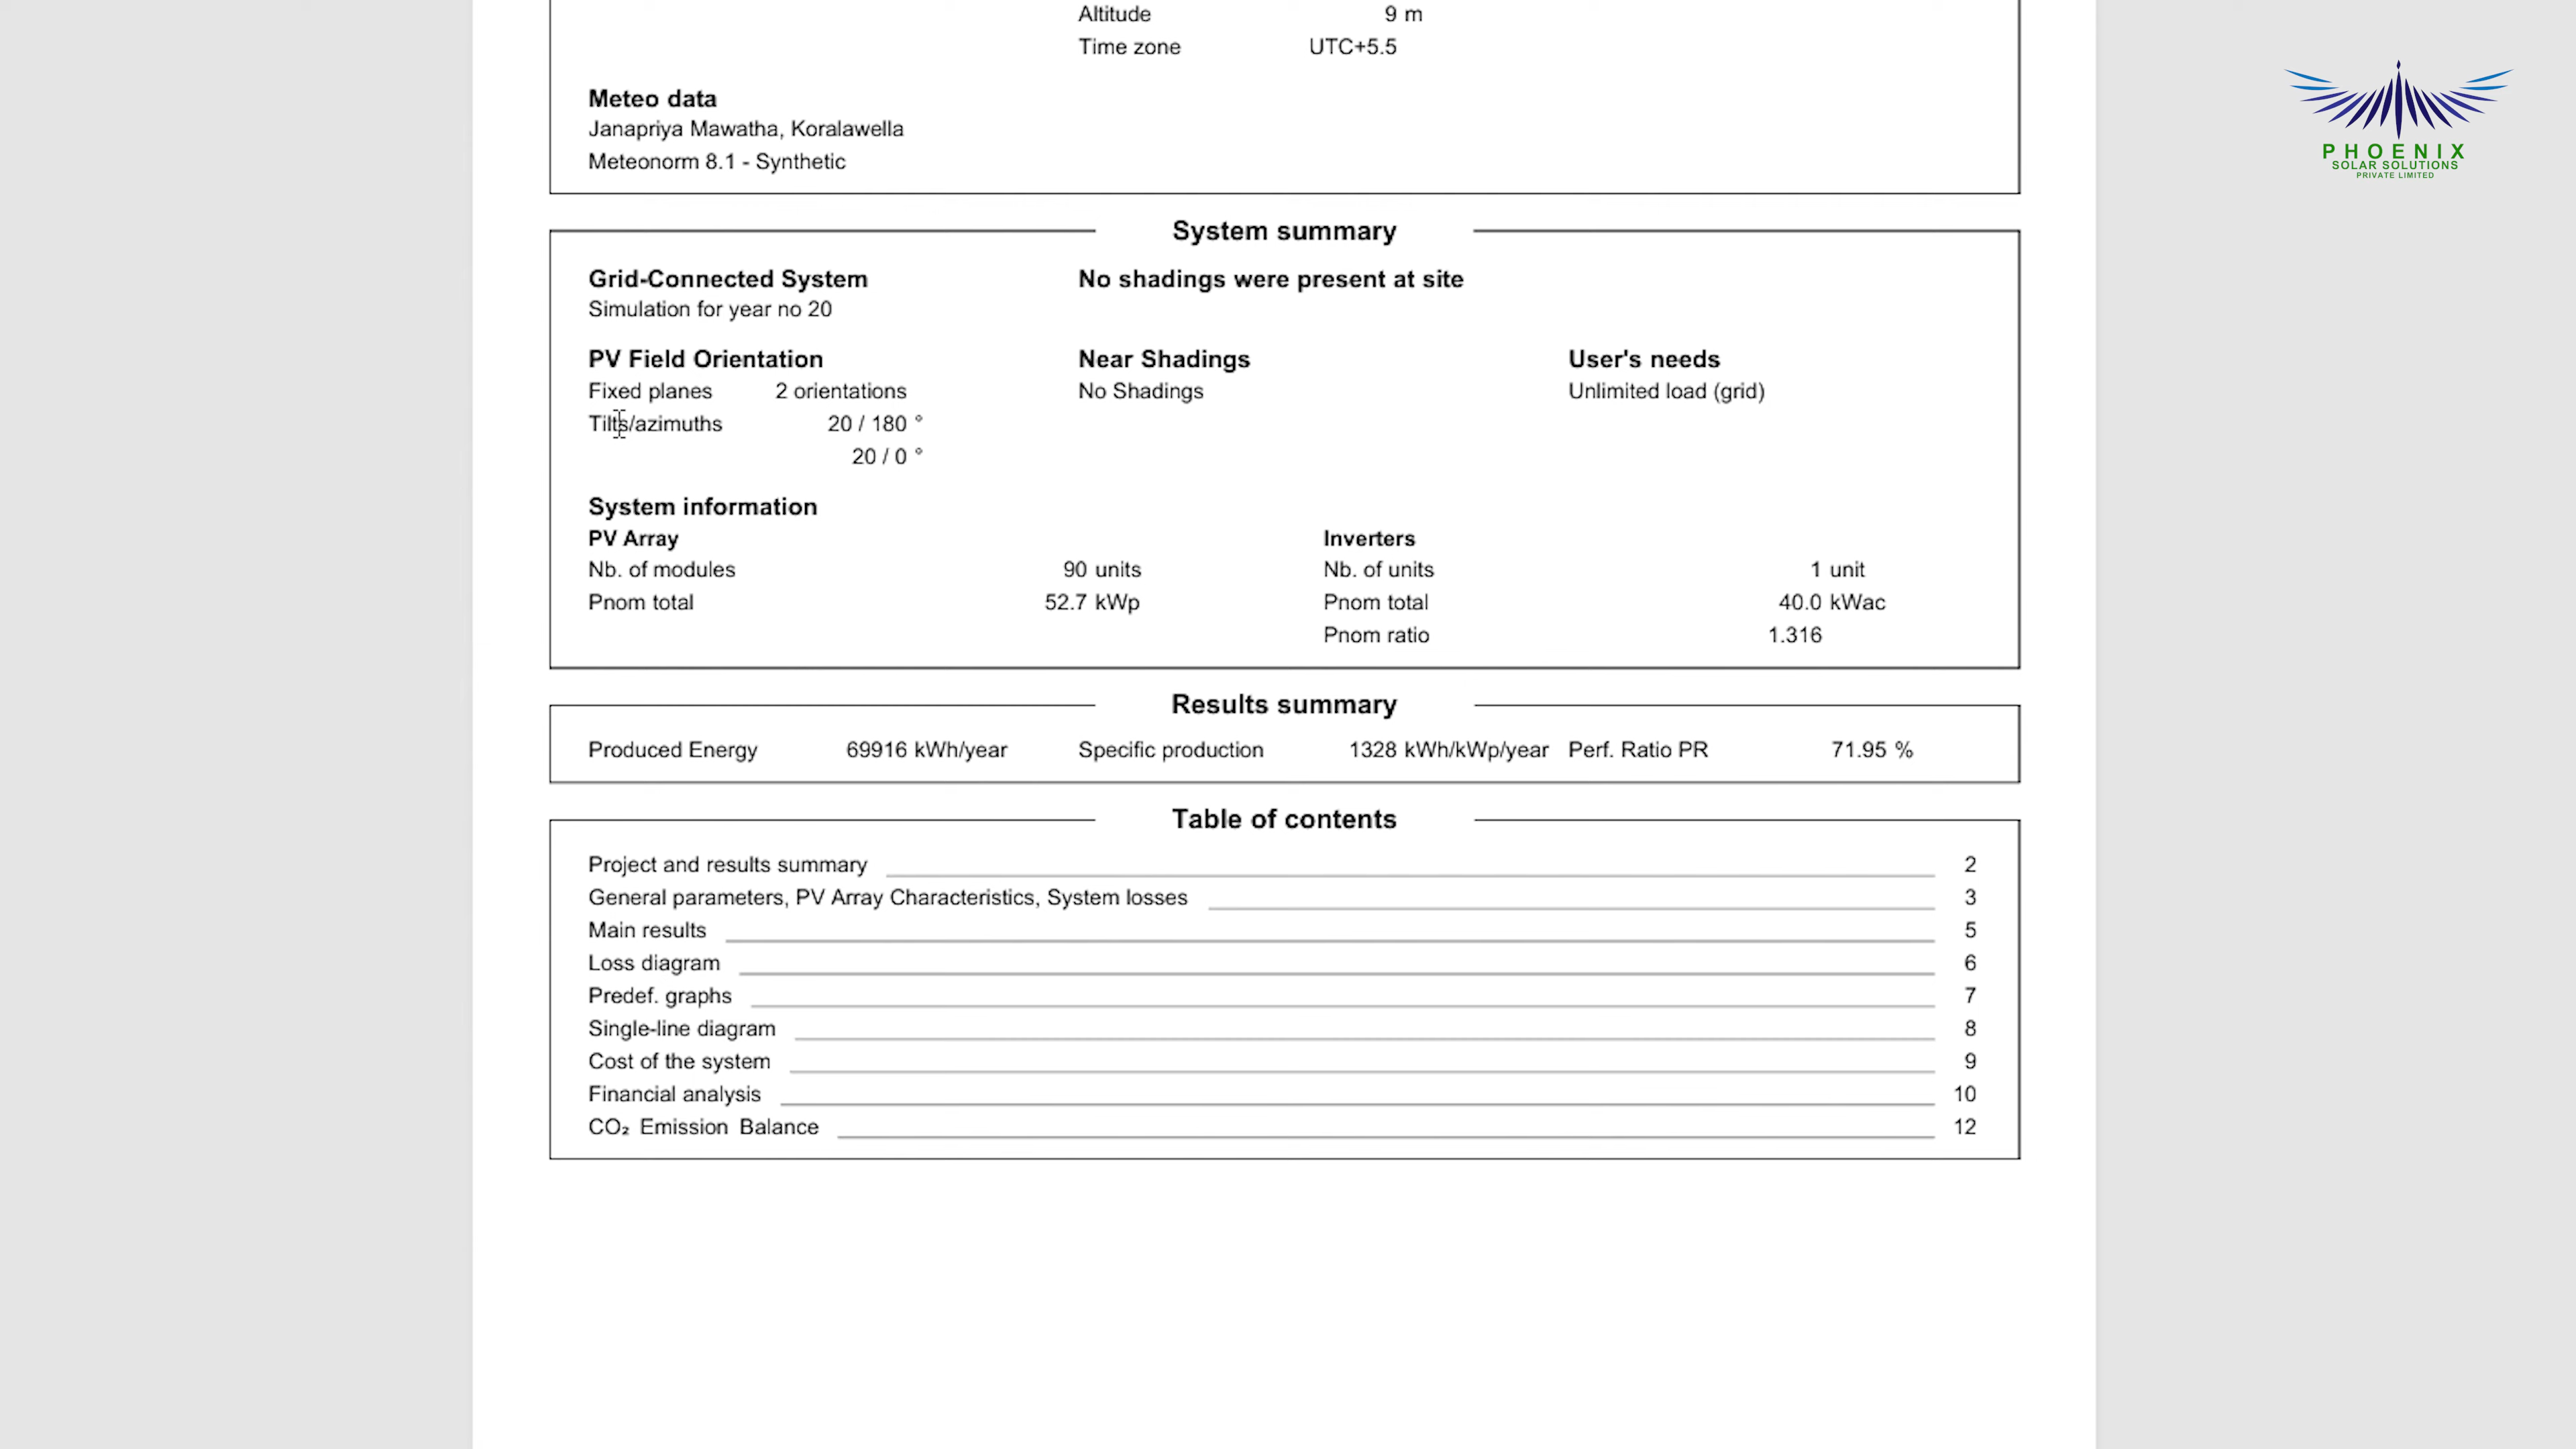 Altitude 9 m
Time zone UTC+5.5
Meteo data
Janapriya Mawatha, Koralawella
Meteonorm 8.1 - Synthetic
PHOENIX
SOLAR SOLUTIONS
PRIVATE LIMITED
System summary
Grid-Connected System No shadings were present at site
Simulation for year no 20
PV Field Orientation Near Shadings User's needs
Fixed planes 2 orientations No Shadings Unlimited load (grid)
Tilts/azimuths 20 / 180 °
20 / 0 °
System information
PV Array Inverters
Nb. of modules 90 units Nb. of units 1 unit
Pnom total 52.7 kWp Pnom total 40.0 kWac
Pnom ratio 1.316
Results summary
Produced Energy 69916 kWh/year Specific production 1328 kWh/kWp/year Perf. Ratio PR 71.95 %
Table of contents
Project and results summary 2
General parameters, PV Array Characteristics, System losses 3
Main results 5
Loss diagram 6
Predef. graphs 7
Single-line diagram 8
Cost of the system 9
Financial analysis 10
CO₂ Emission Balance 12